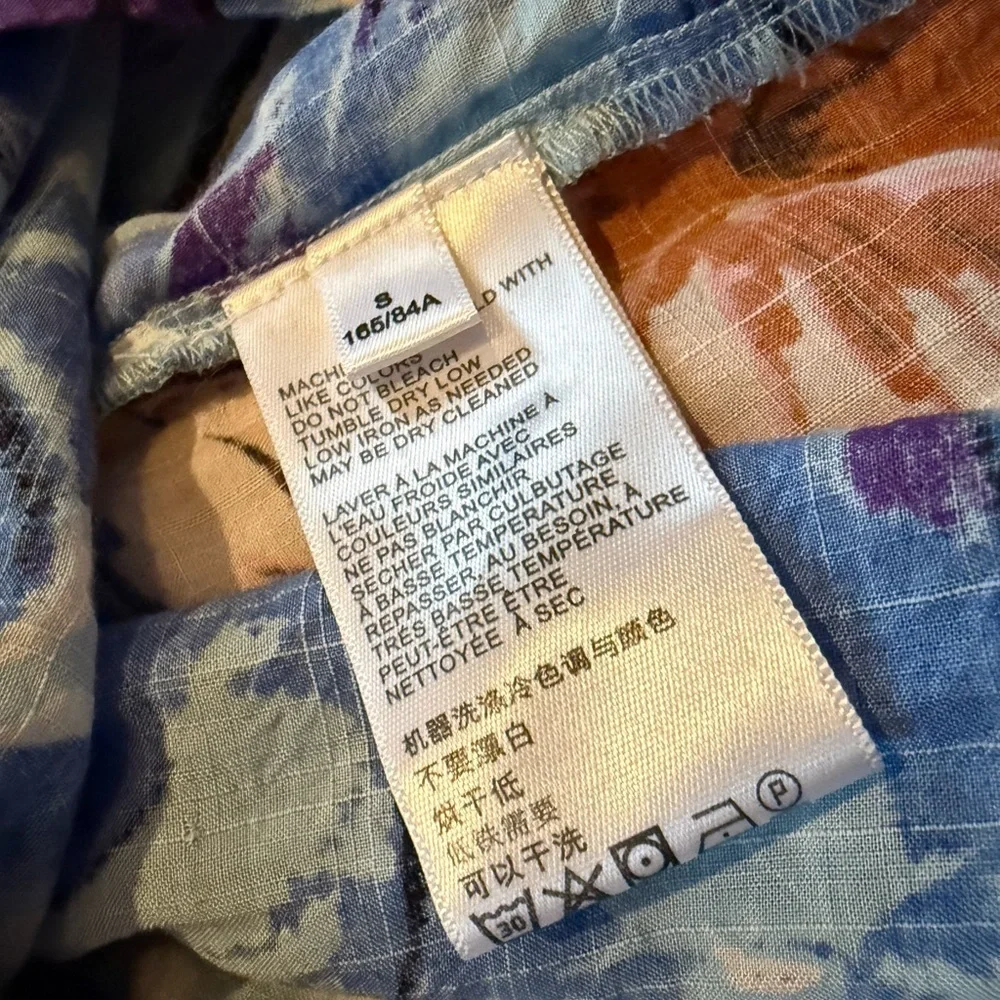 S
165/84A
D WITH
MACHI
LIKE COLORS
DO NOT BLEACH
TUMBLE DRY LOW
LOW IRON AS NEEDED
MAY BE DRY CLEANED
LAVER À LA MACHINE À
L'EAU FROIDE AVEC
COULEURS SIMILAIRES
NE PAS BLANCHIR
SÉCHER PAR CULBUTAGE
À BASSE TEMPÉRATURE
REPASSER, AU BESOIN, À
TRÈS BASSE TEMPÉRATURE
PEUT-ÊTRE ÊTRE
NETTOYÉE À SEC
机器洗涤冷色调与颜色
不要漂白
烘干低
低铁需要
可以干洗
30
P